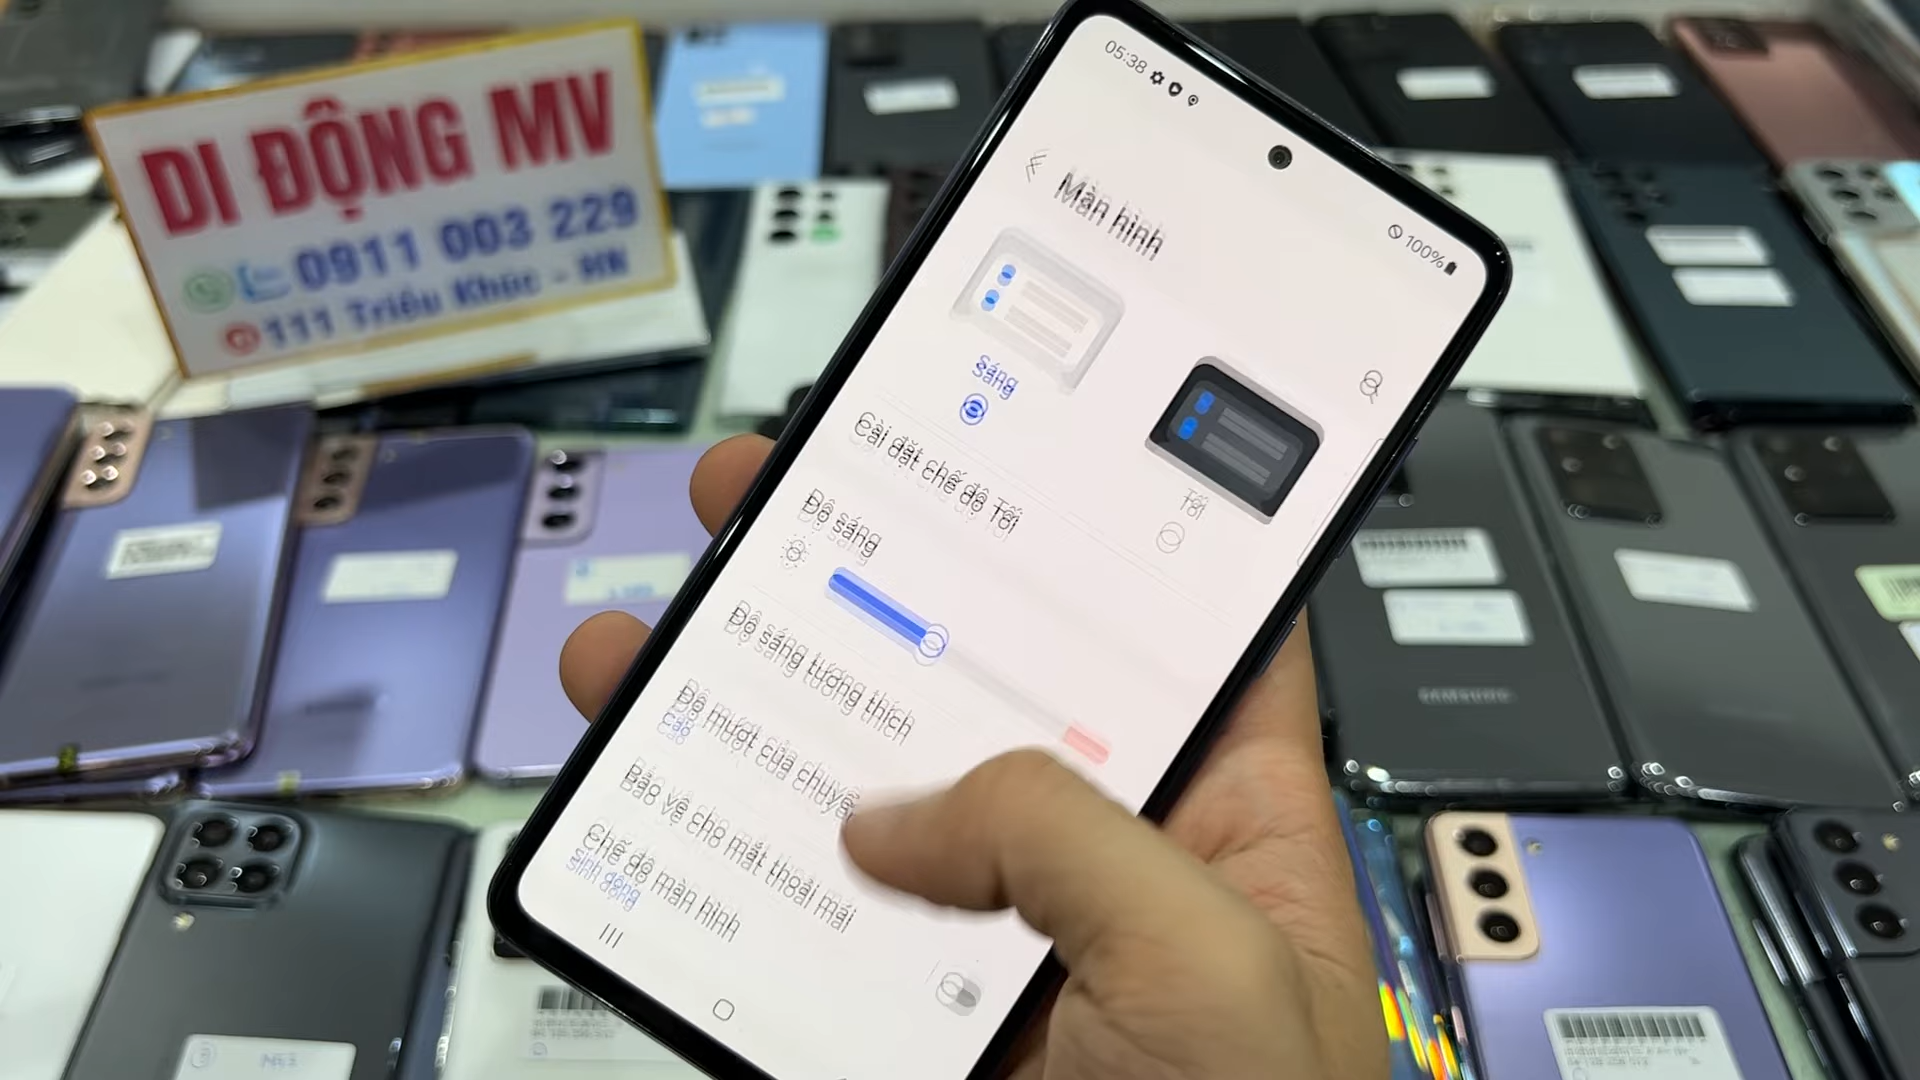 DI ĐỘNG MV
0911 003 229
111 Triều Khúc - HN
05:38
100%
Màn hình
Sáng
Tối
Cài đặt chế độ Tối
Độ sáng
Độ sáng tương thích
Độ mượt của chuyển
Cao
Bảo vệ cho mắt thoải mái
Chế độ màn hình
Sinh động
SAMSUNG